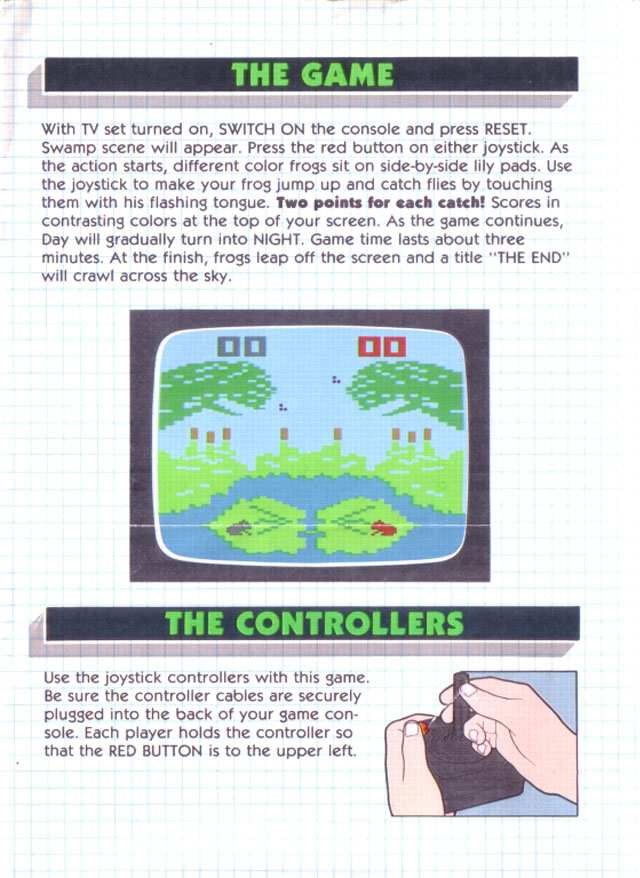 THE GAME
With TV set turned on, SWITCH ON the console and press RESET.
Swamp scene will appear. Press the red button on either joystick. As
the action starts, different color frogs sit on side-by-side lily pads. Use
the joystick to make your frog jump up and catch flies by touching
them with his flashing tongue. Two points for each catch! Scores in
contrasting colors at the top of your screen. As the game continues,
Day will gradually turn into NIGHT. Game time lasts about three
minutes. At the finish, frogs leap off the screen and a title "THE END"
will crawl across the sky.
00 00
THE CONTROLLERS
Use the joystick controllers with this game.
Be sure the controller cables are securely
plugged into the back of your game con-
sole. Each player holds the controller so
that the RED BUTTON is to the upper left.